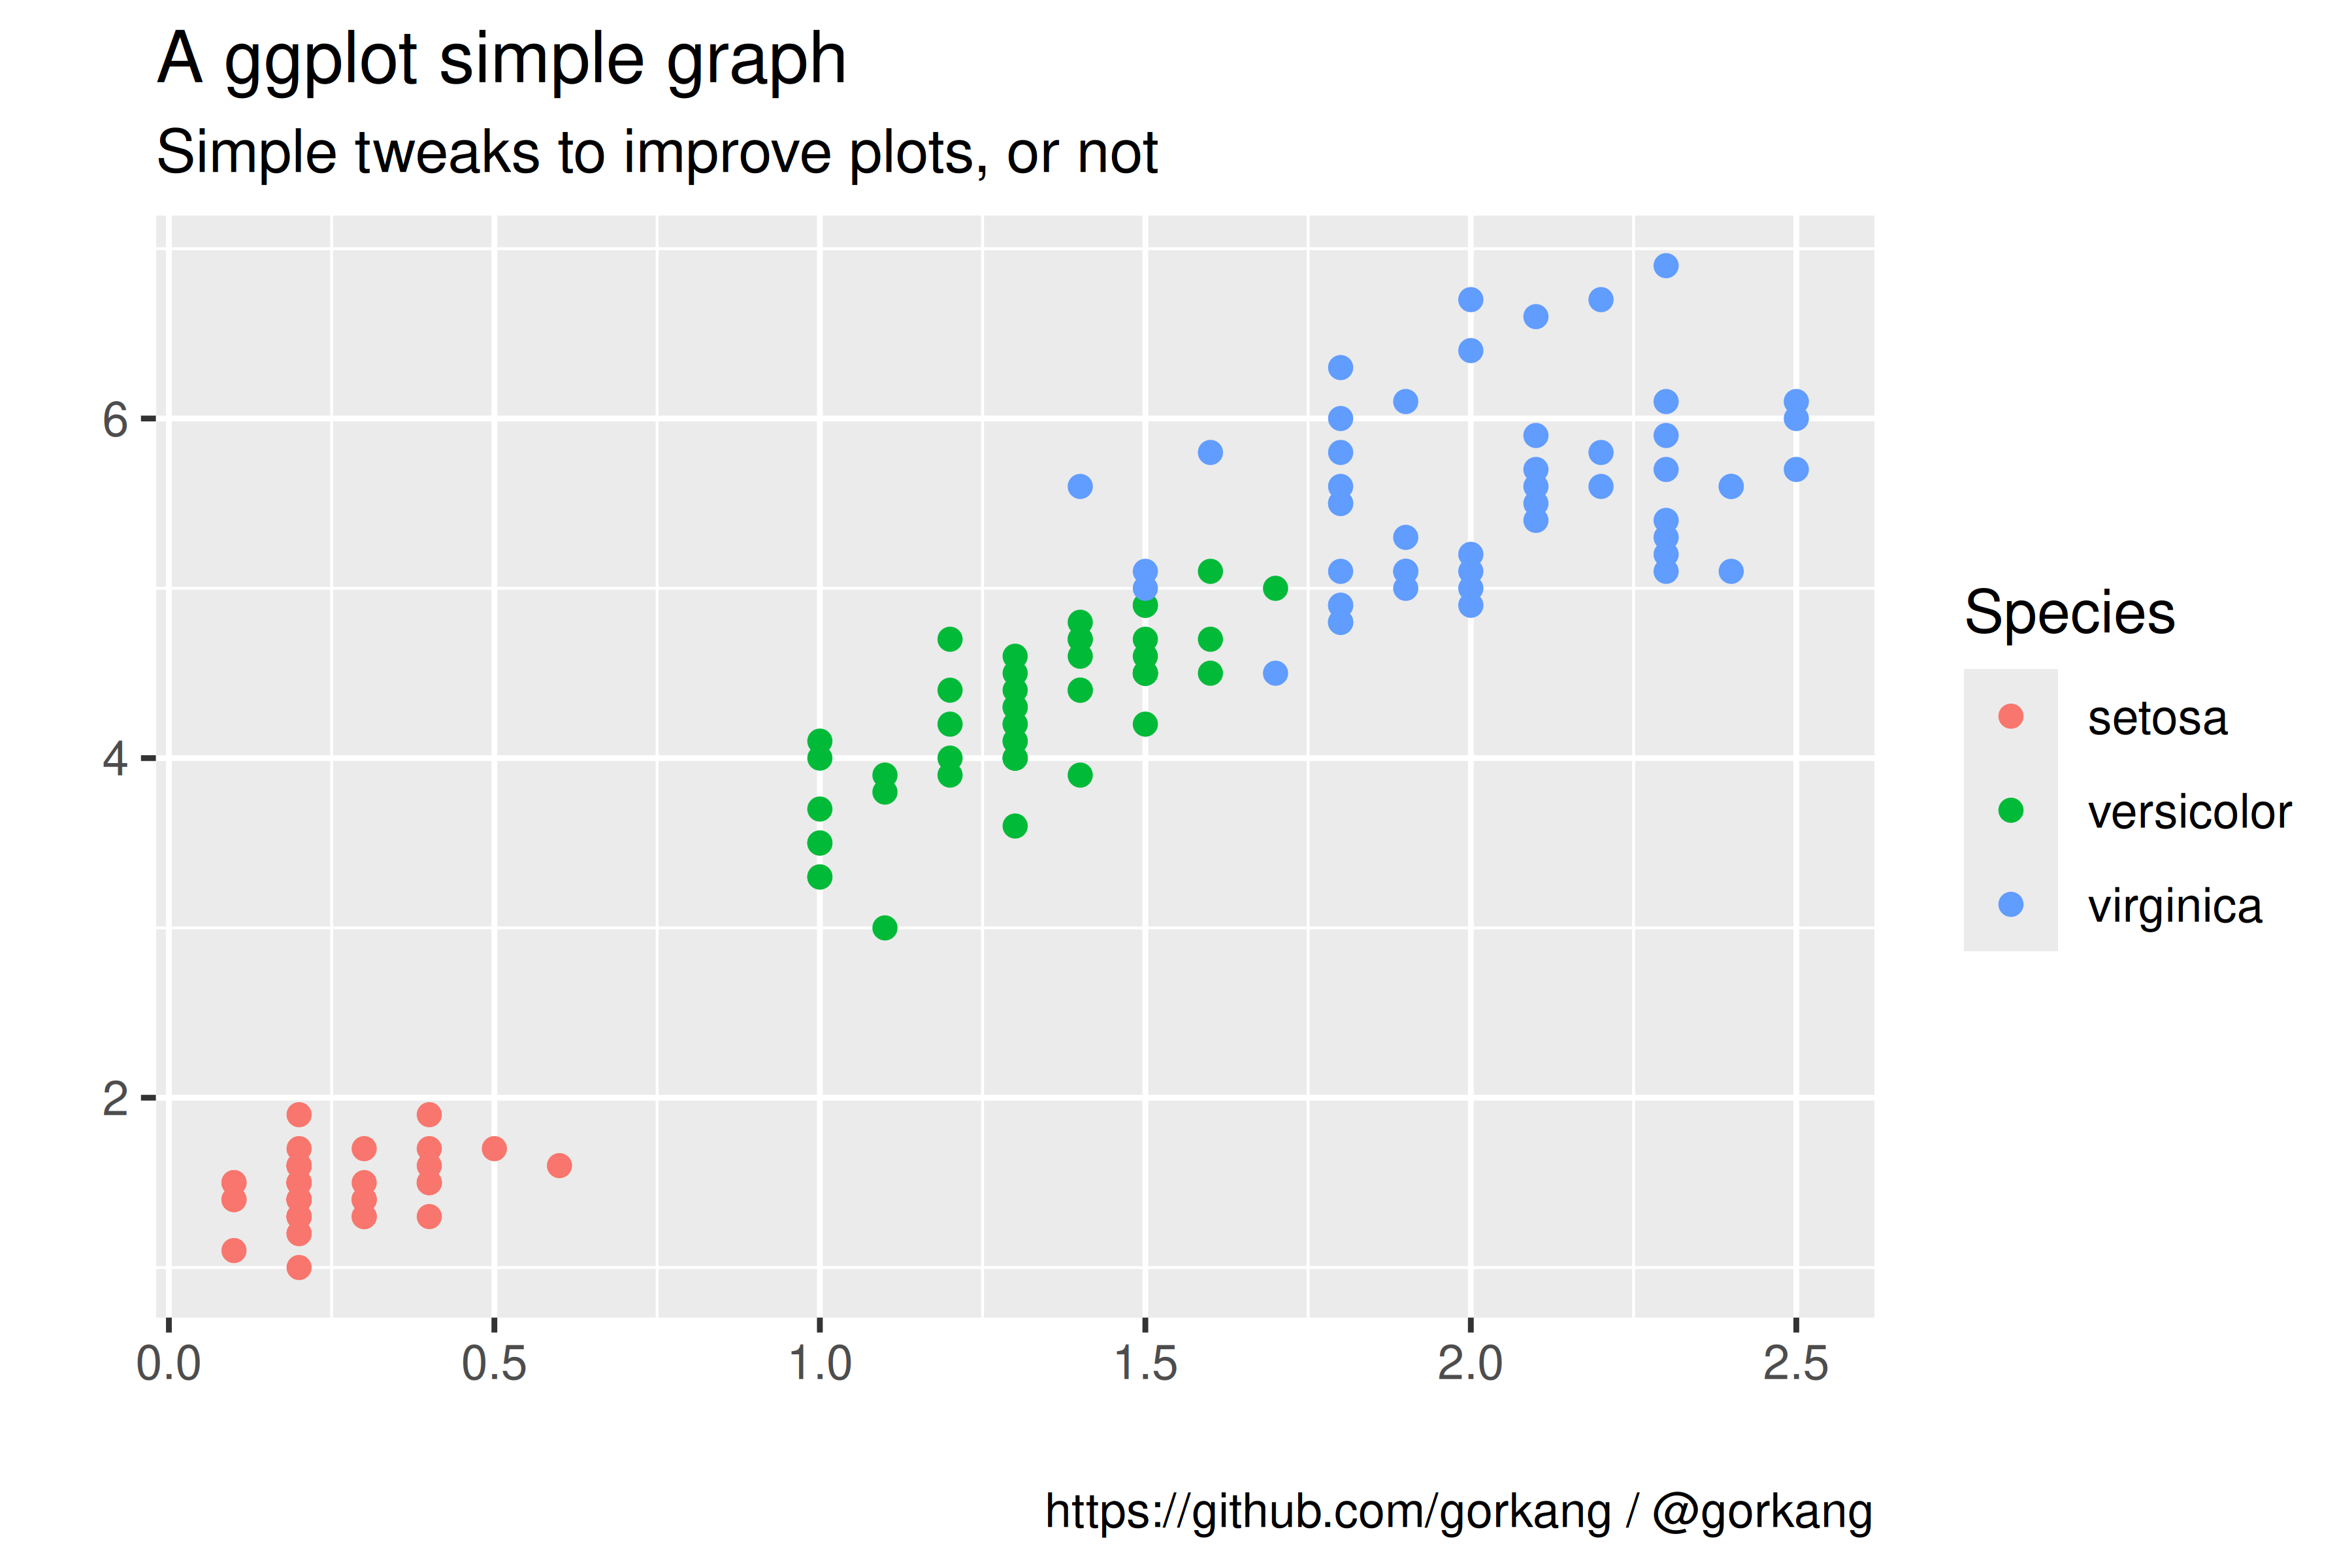 A ggplot simple graph
Simple tweaks to improve plots, or not
6
4
2
0.0 0.5 1.0 1.5 2.0 2.5
Species
setosa
versicolor
virginica
https://github.com/gorkang / @gorkang